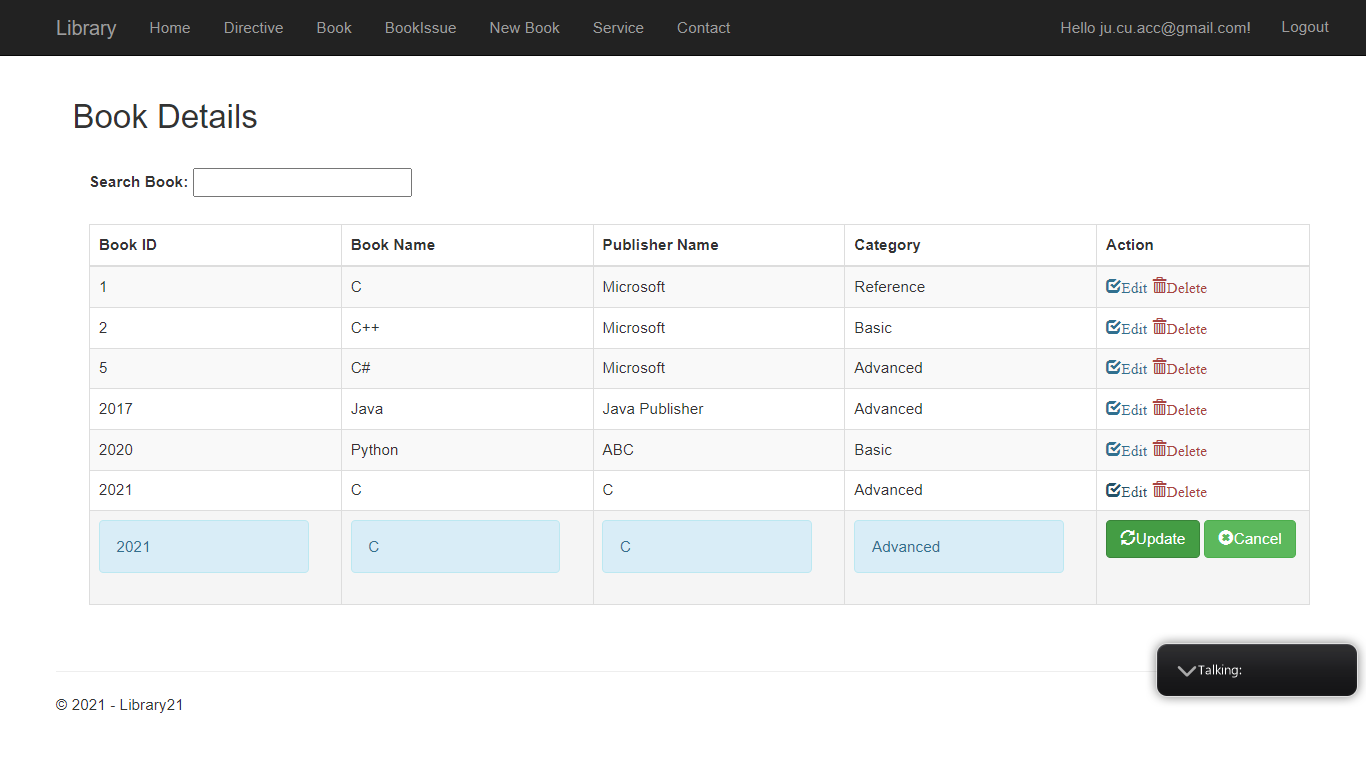 Library Home Directive Book BookIssue New Book Service Contact Hello ju.cu.acc@gmail.com! Logout
Book Details
Search Book:
Book ID Book Name Publisher Name Category Action
1 C Microsoft Reference Edit Delete
2 C++ Microsoft Basic Edit Delete
5 C# Microsoft Advanced Edit Delete
2017 Java Java Publisher Advanced Edit Delete
2020 Python ABC Basic Edit Delete
2021 C C Advanced Edit Delete
2021 C C Advanced Update Cancel
Talking:
© 2021 - Library21